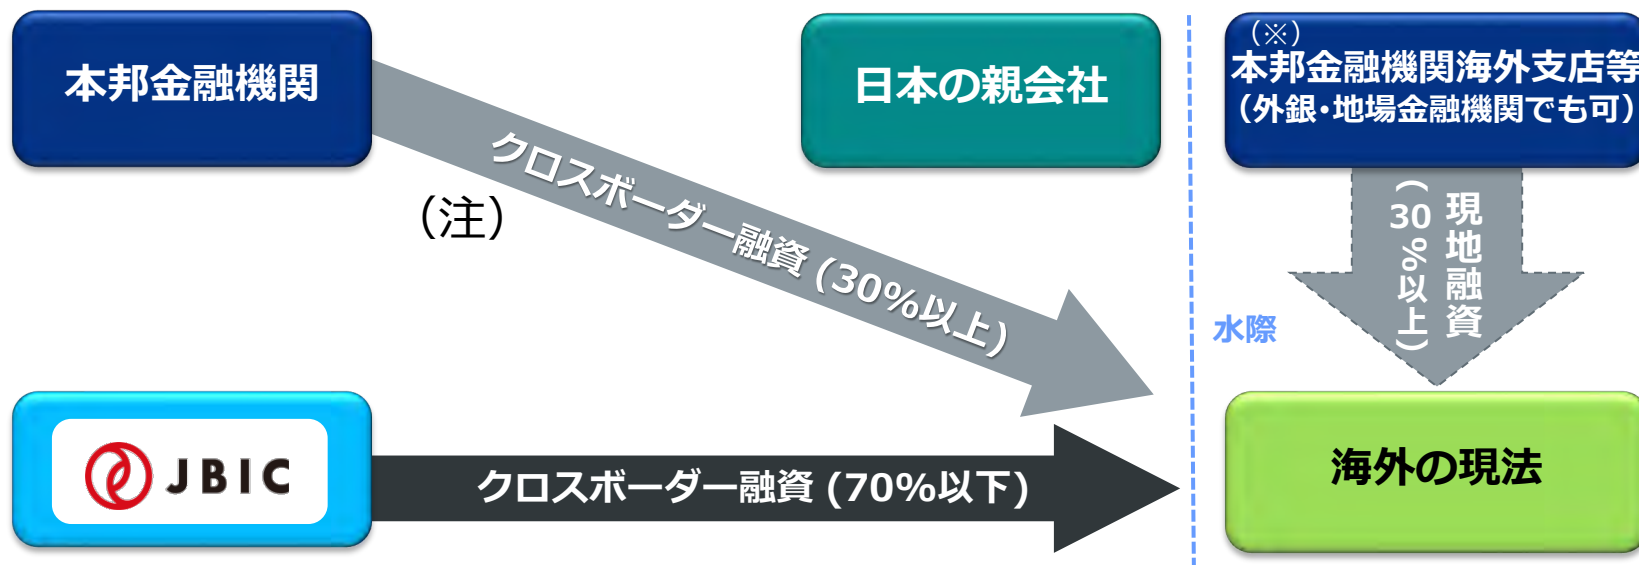 本邦金融機関
日本の親会社
(※)
本邦金融機関海外支店等
(外銀・地場金融機関でも可)
クロスボーダー融資 (30%以上)
(注)
現地融資
(30%以上)
水際
JBIC
クロスボーダー融資 (70%以下)
海外の現法